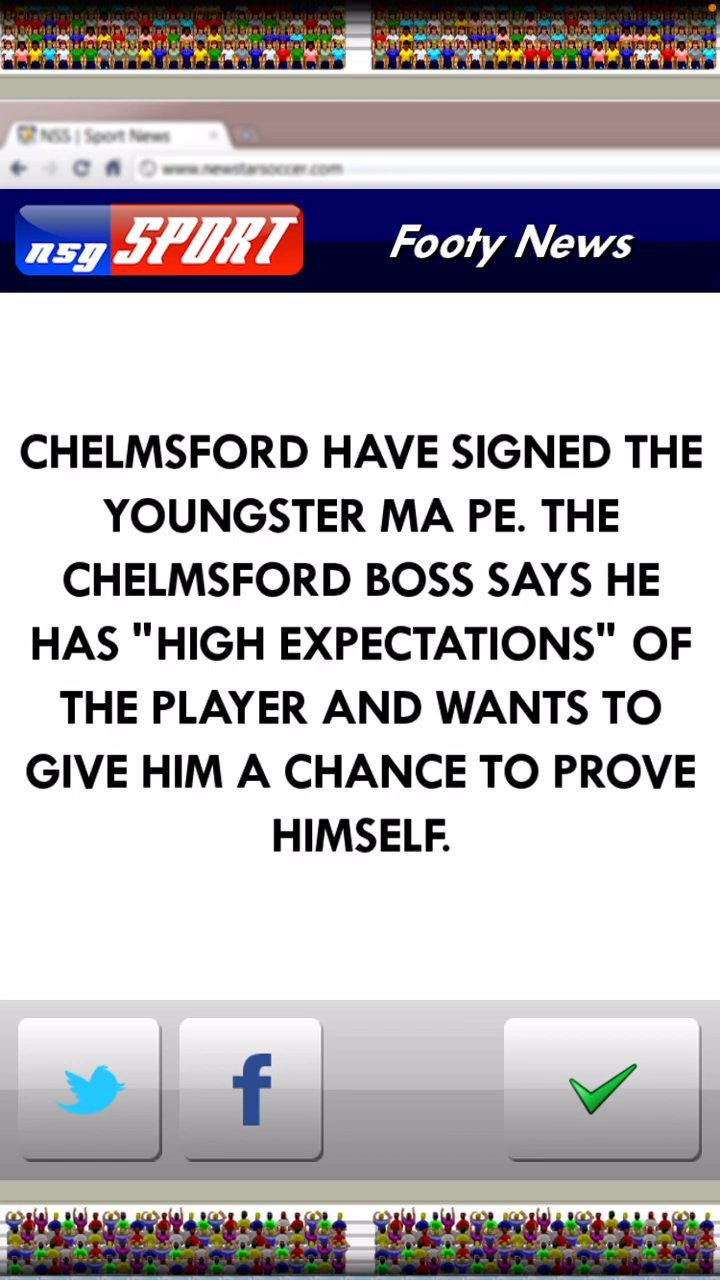 NSS | Sport News
www.newstarsoccer.com
nsg SPORT
Footy News
CHELMSFORD HAVE SIGNED THE
YOUNGSTER MA PE. THE
CHELMSFORD BOSS SAYS HE
HAS "HIGH EXPECTATIONS" OF
THE PLAYER AND WANTS TO
GIVE HIM A CHANCE TO PROVE
HIMSELF.